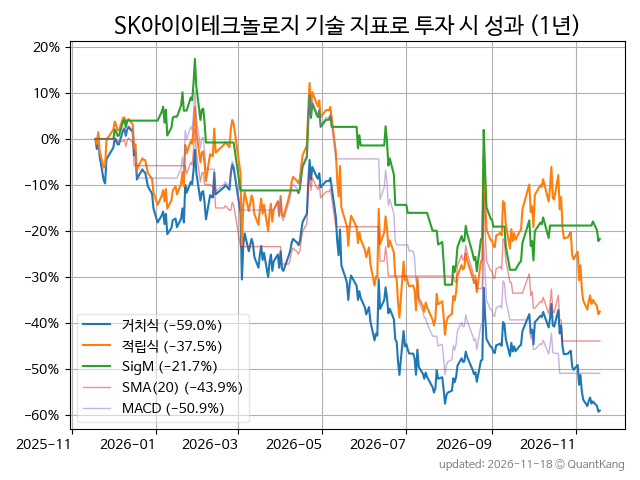 SK아이이테크놀로지 기술 지표로 투자 시 성과 (1년)
20%
10%
0%
−10%
−20%
−30%
−40%
−50%
−60%
거치식 (−59.0%)
적립식 (−37.5%)
SigM (−21.7%)
SMA(20) (−43.9%)
MACD (−50.9%)
2025-11 2026-01 2026-03 2026-05 2026-07 2026-09 2026-11
updated: 2026-11-18 © QuantKang